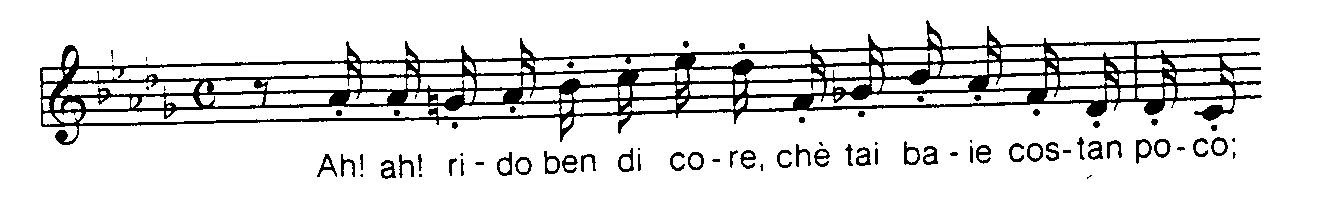 Ah! ah! ri - do ben di co - re, chè tai ba - ie cos - tan po - co;